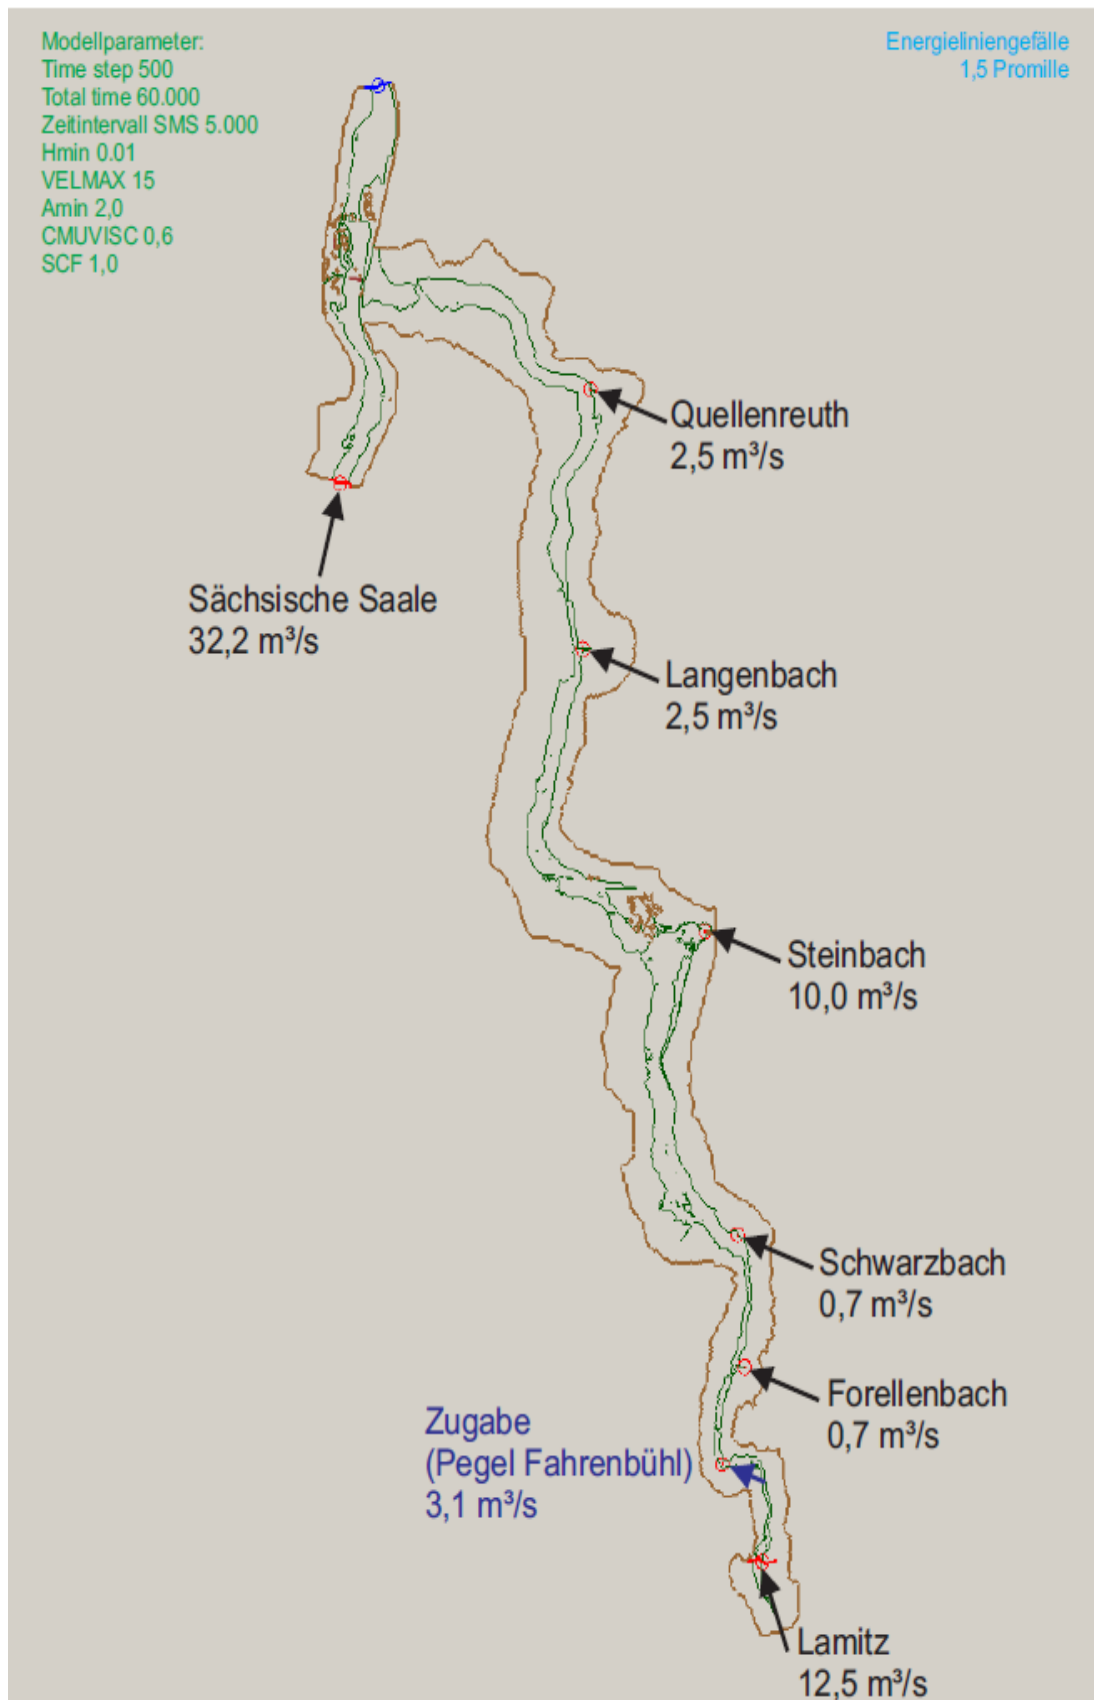 Modellparameter:
Time step 500
Total time 60.000
Zeitintervall SMS 5.000
Hmin 0.01
VELMAX 15
Amin 2,0
CMUVISC 0,6
SCF 1,0
Energieliniengefälle
1,5 Promille
Quellenreuth
2,5 m³/s
Sächsische Saale
32,2 m³/s
Langenbach
2,5 m³/s
Steinbach
10,0 m³/s
Schwarzbach
0,7 m³/s
Forellenbach
0,7 m³/s
Zugabe
(Pegel Fahrenbühl)
3,1 m³/s
Lamitz
12,5 m³/s